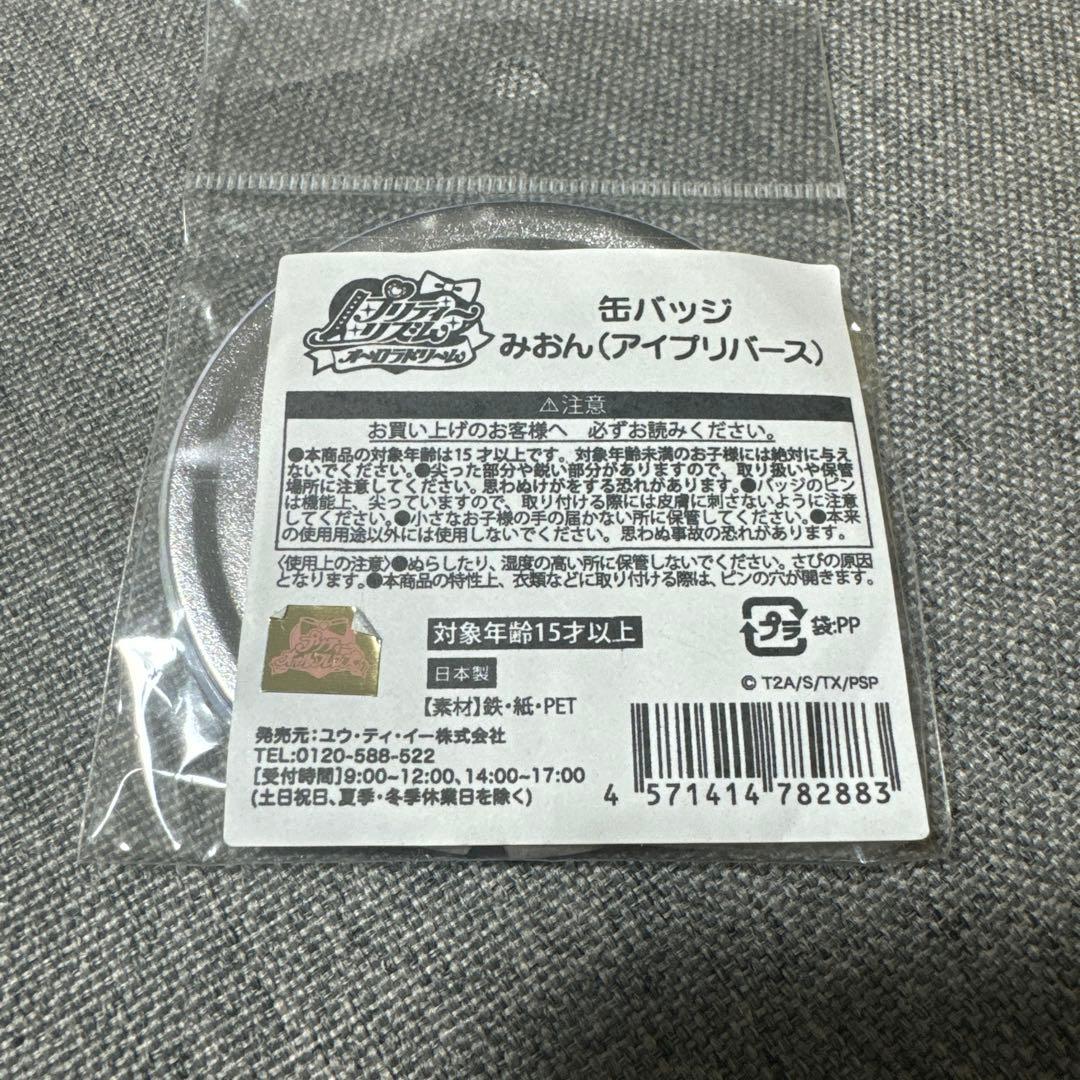 プリティー
リズム
オーロラドリーム
缶バッジ
みおん(アイプリバース)
⚠注意
お買い上げのお客様へ　必ずお読みください。
●本商品の対象年齢は15才以上です。対象年齢未満のお子様には絶対に与え
ないでください。●尖った部分や鋭い部分がありますので、取り扱いや保管
場所に注意してください。思わぬけがをする恐れがあります。●バッジのピン
は機能上、尖っていますので、取り付ける際には皮膚に刺さないように注意
してください。●小さなお子様の手の届かない所に保管してください。●本来
の使用用途以外には使用しないでください。思わぬ事故の恐れがあります。
〈使用上の注意〉●ぬらしたり、湿度の高い所に保管しないでください。さびの原因
となります。●本商品の特性上、衣類などに取り付ける際は、ピンの穴が開きます。
対象年齢15才以上
プラ 袋:PP
日本製
© T2A/S/TX/PSP
【素材】鉄・紙・PET
発売元:ユウ・ティ・イー株式会社
TEL:0120-588-522
[受付時間]9:00~12:00、14:00~17:00
(土日祝日、夏季・冬季休業日を除く)
4 571414 782883